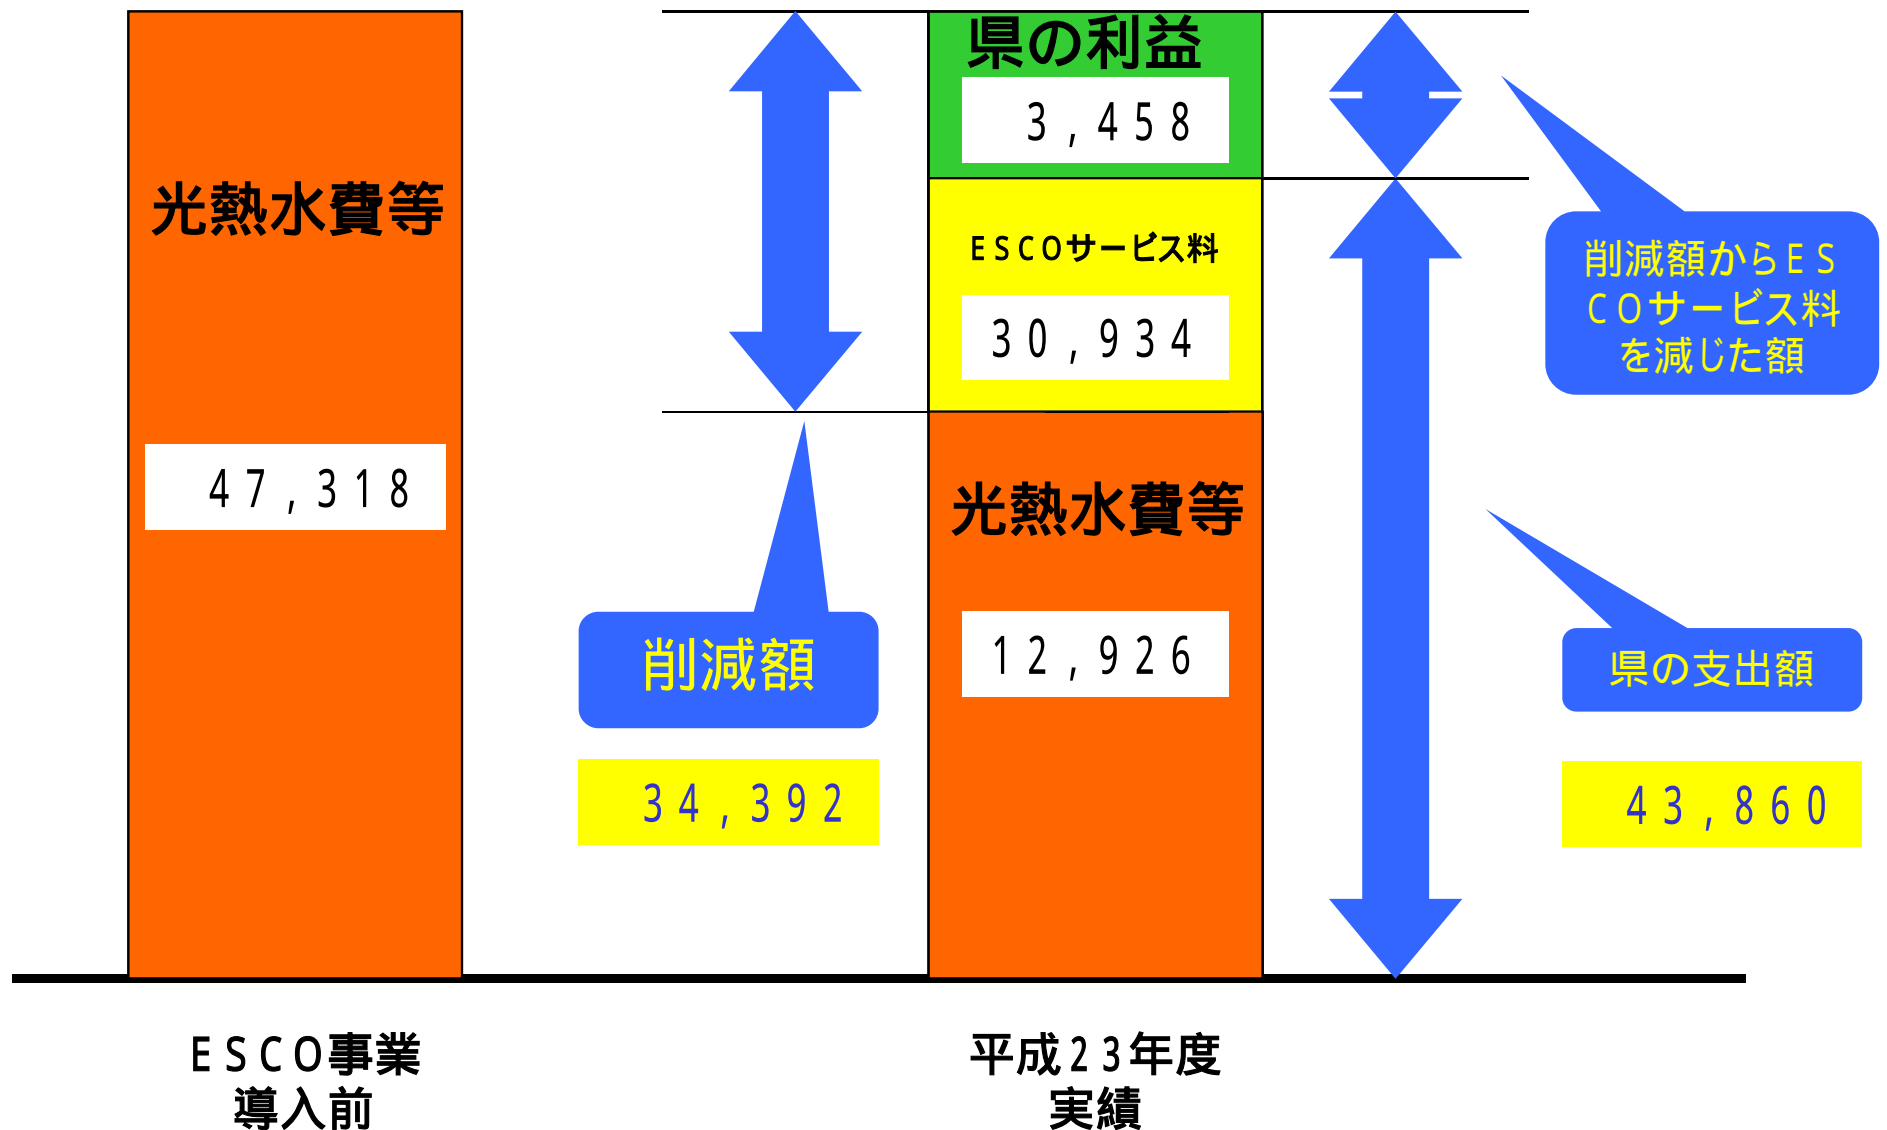 光熱水費等
47,318
ESCO事業
導入前
県の利益
3,458
ESCOサービス料
30,934
光熱水費等
12,926
平成23年度
実績
削減額
34,392
削減額からES
COサービス料
を減じた額
県の支出額
43,860